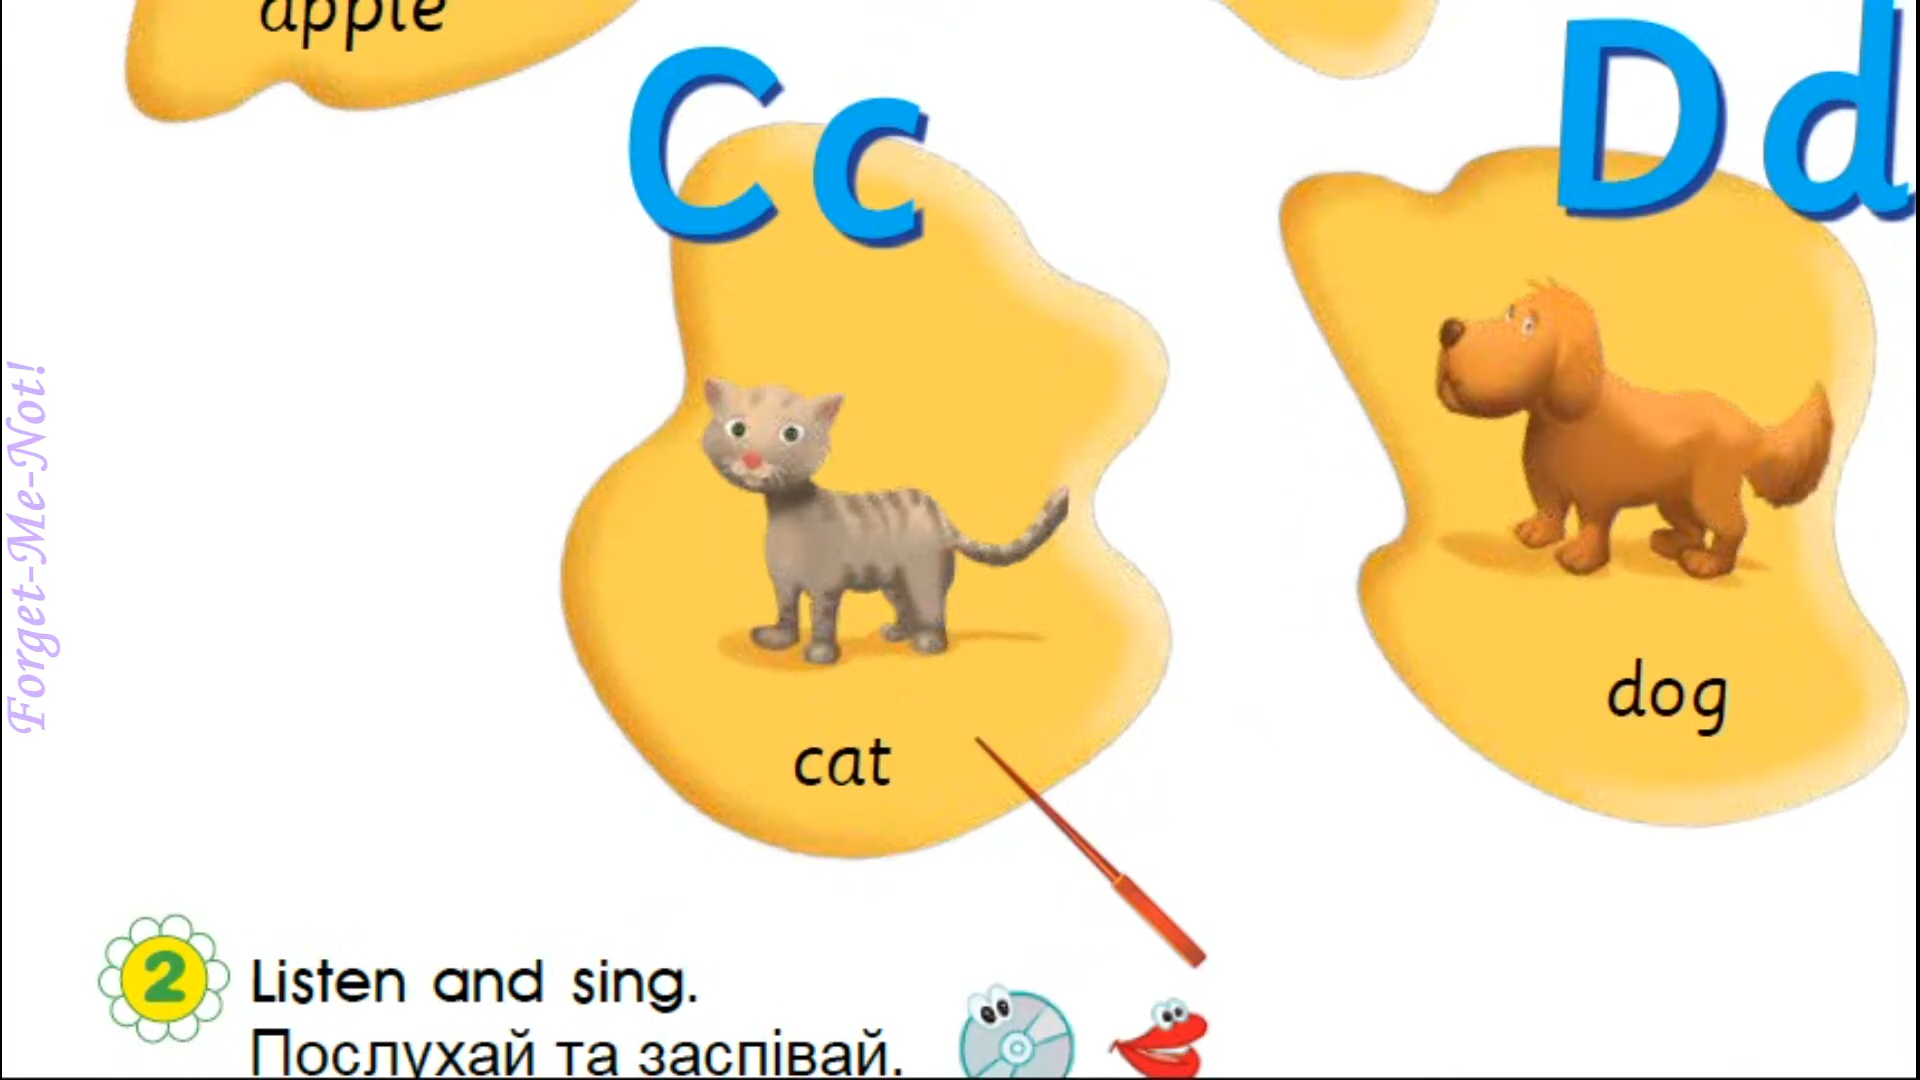 apple
Cc
Dd
cat
dog
Forget-Me-Not!
2
Listen and sing.
Послухай та заспівай.